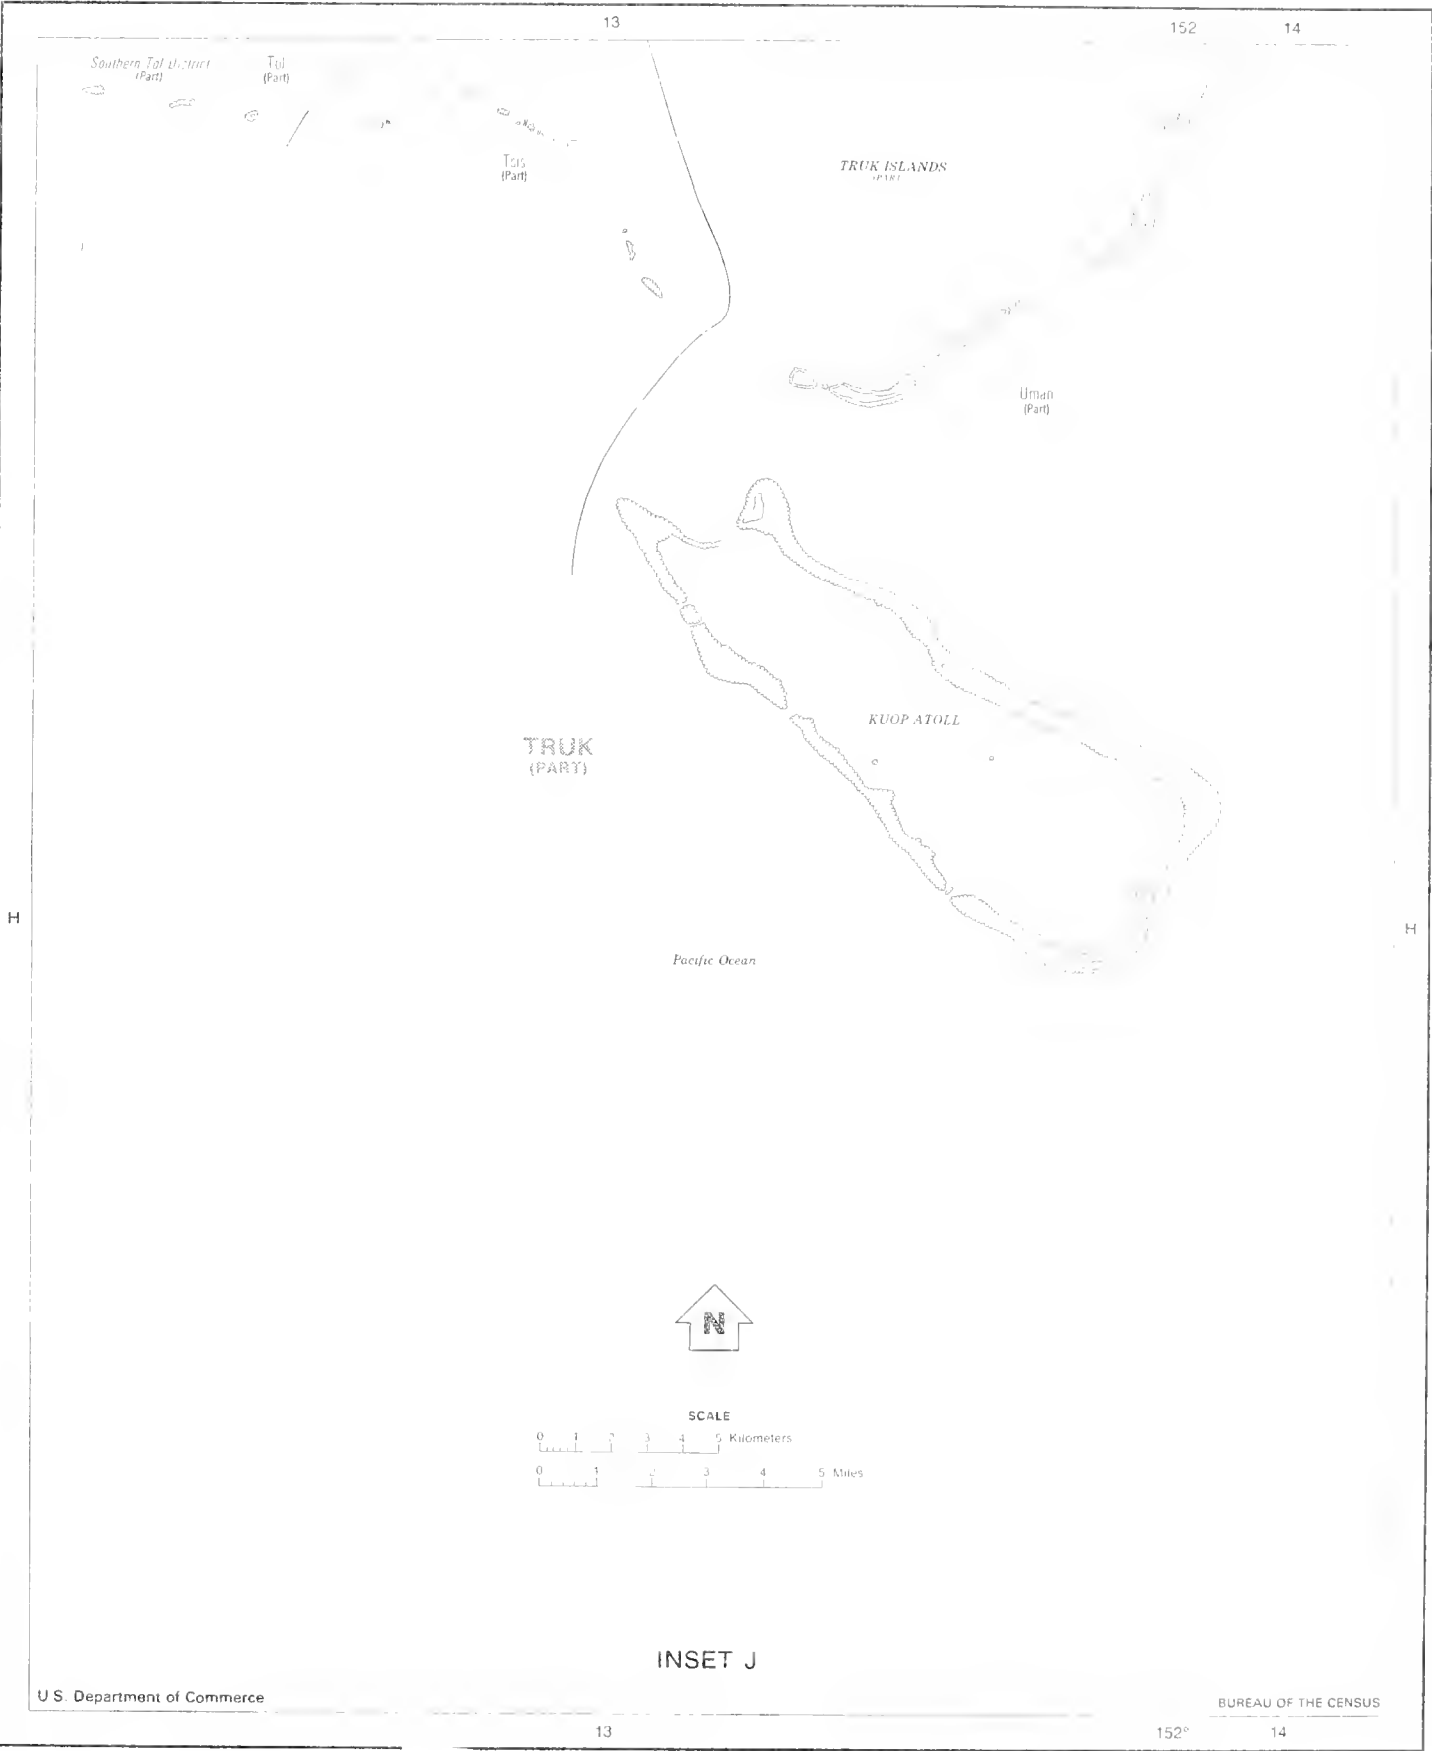 13 152 14
Southern Tol District
(Part)
Tol
(Part)
Tsis
(Part)
TRUK ISLANDS
(PART)
Uman
(Part)
KUOP ATOLL
TRUK
(PART)
H H
Pacific Ocean
N
SCALE
0 1 2 3 4 5 Kilometers
0 1 2 3 4 5 Miles
INSET J
U.S. Department of Commerce
BUREAU OF THE CENSUS
13 152° 14